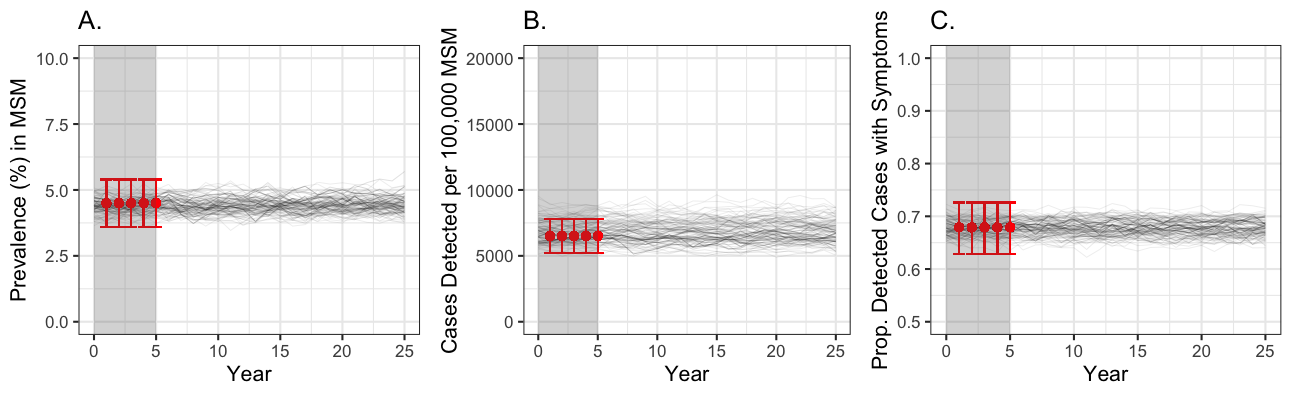 A.
Prevalence (%) in MSM
10.0
7.5
5.0
2.5
0.0
0 5 10 15 20 25
Year
B.
Cases Detected per 100,000 MSM
20000
15000
10000
5000
0
0 5 10 15 20 25
Year
C.
Prop. Detected Cases with Symptoms
1.0
0.9
0.8
0.7
0.6
0.5
0 5 10 15 20 25
Year